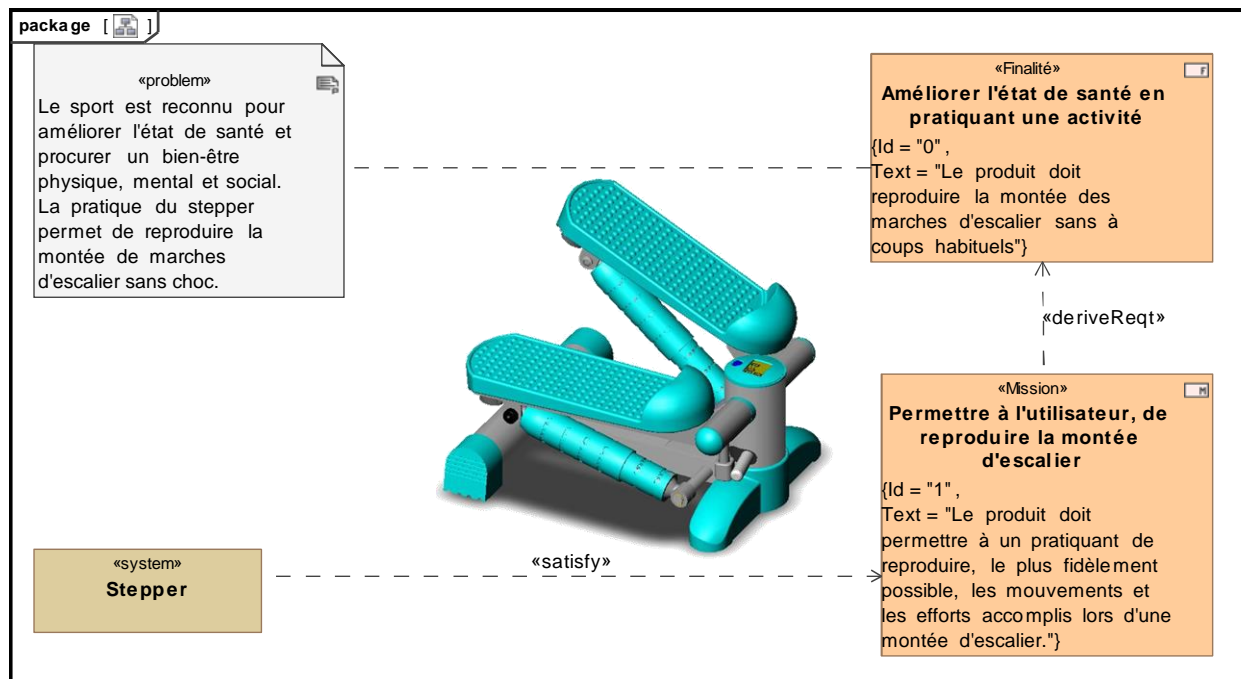 package [ ]
«problem»
Le sport est reconnu pour
améliorer l'état de santé et
procurer un bien-être
physique, mental et social.
La pratique du stepper
permet de reproduire la
montée de marches
d'escalier sans choc.
«Finalité»
F
Améliorer l'état de santé en
pratiquant une activité
{Id = "0",
Text = "Le produit doit
reproduire la montée des
marches d'escalier sans à
coups habituels"}
«deriveReqt»
«Mission»
M
Permettre à l'utilisateur, de
reproduire la montée
d'escalier
{Id = "1",
Text = "Le produit doit
permettre à un pratiquant de
reproduire, le plus fidèlement
possible, les mouvements et
les efforts accomplis lors d'une
montée d'escalier."}
«satisfy»
«system»
Stepper